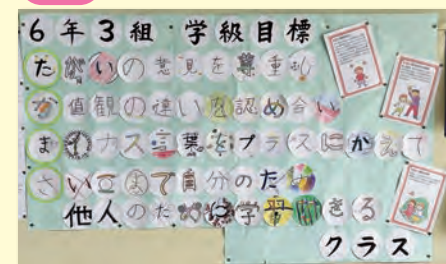 6年3組 学級目標
たがいの意見を尊重し
な 値観の違いを認め合い
マイナス言葉をプラスにかえて
さいごまで自分のため
他人のために学習できる
クラス